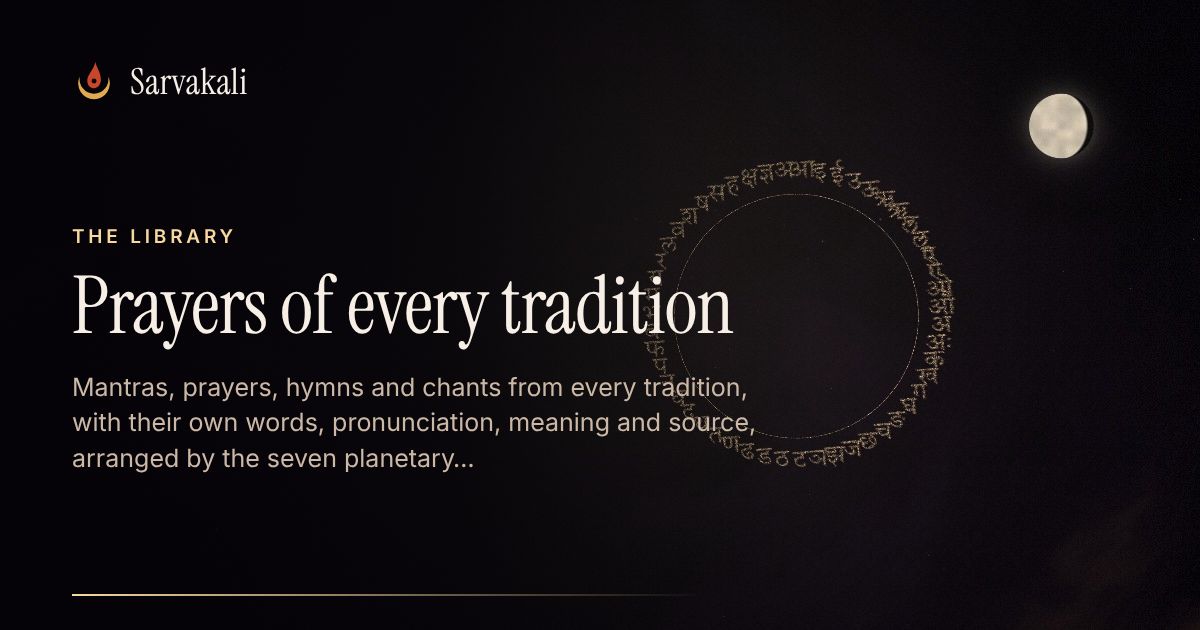 Sarvakali
THE LIBRARY
Prayers of every tradition
Mantras, prayers, hymns and chants from every tradition,
with their own words, pronunciation, meaning and source,
arranged by the seven planetary...